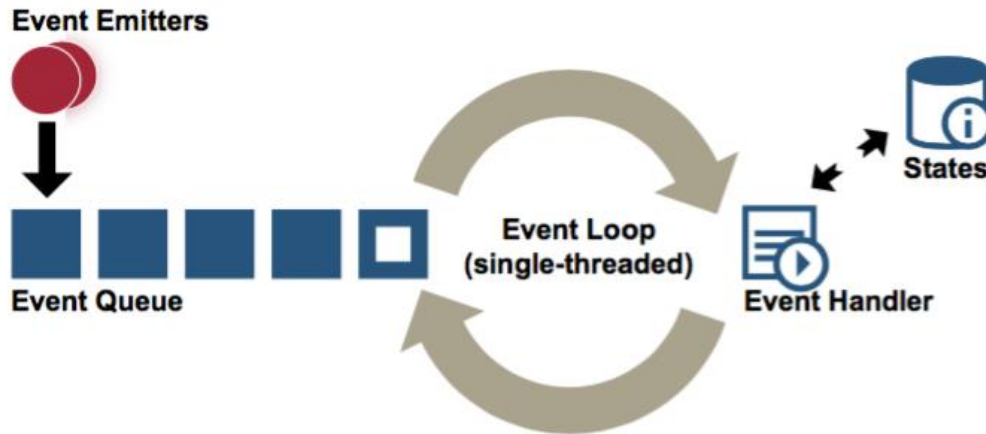 Event Emitters
States
Event Loop
(single-threaded)
Event Queue
Event Handler